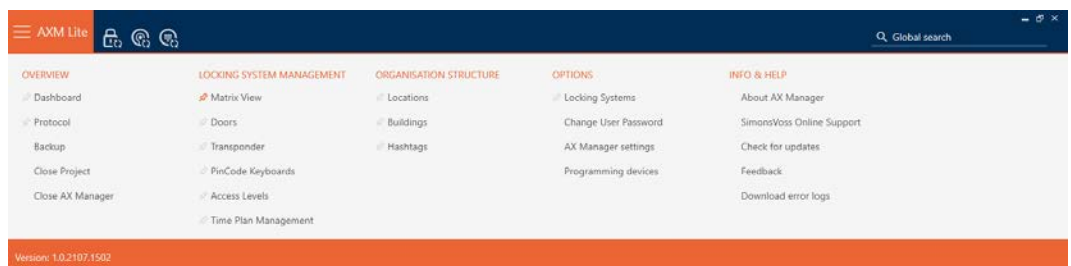 AXM Lite
Global search
OVERVIEW
Dashboard
Protocol
Backup
Close Project
Close AX Manager
LOCKING SYSTEM MANAGEMENT
Matrix View
Doors
Transponder
PinCode Keyboards
Access Levels
Time Plan Management
ORGANISATION STRUCTURE
Locations
Buildings
Hashtags
OPTIONS
Locking Systems
Change User Password
AX Manager settings
Programming devices
INFO & HELP
About AX Manager
SimonsVoss Online Support
Check for updates
Feedback
Download error logs
Version: 1.0.2107.1502